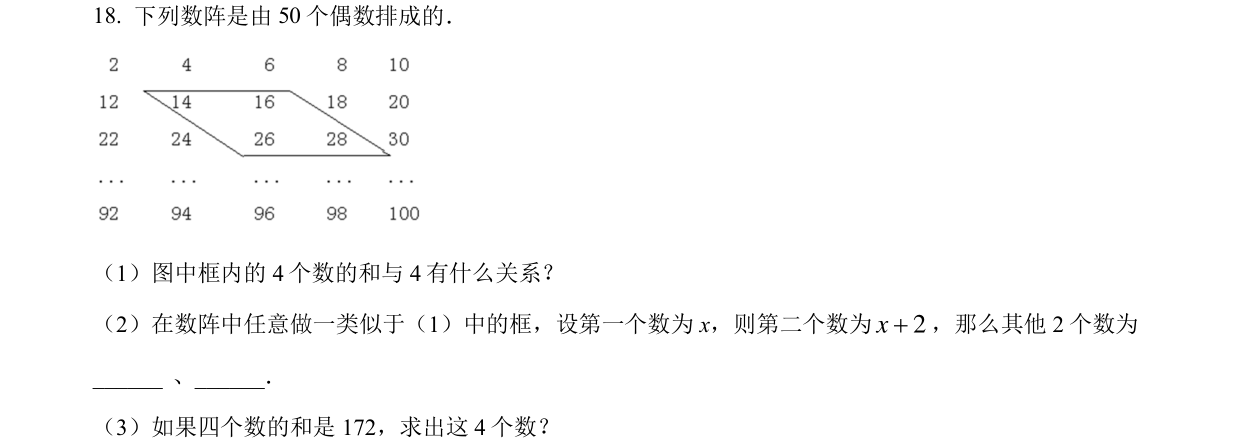 18. 下列数阵是由 50 个偶数排成的.
2 4 6 8 10
12 14 16 18 20
22 24 26 28 30
... ... ... ... ...
92 94 96 98 100
（1）图中框内的 4 个数的和与 4 有什么关系？
（2）在数阵中任意做一类似于（1）中的框，设第一个数为 x，则第二个数为 x + 2，那么其他 2 个数为
______ 、______.
（3）如果四个数的和是 172，求出这 4 个数？